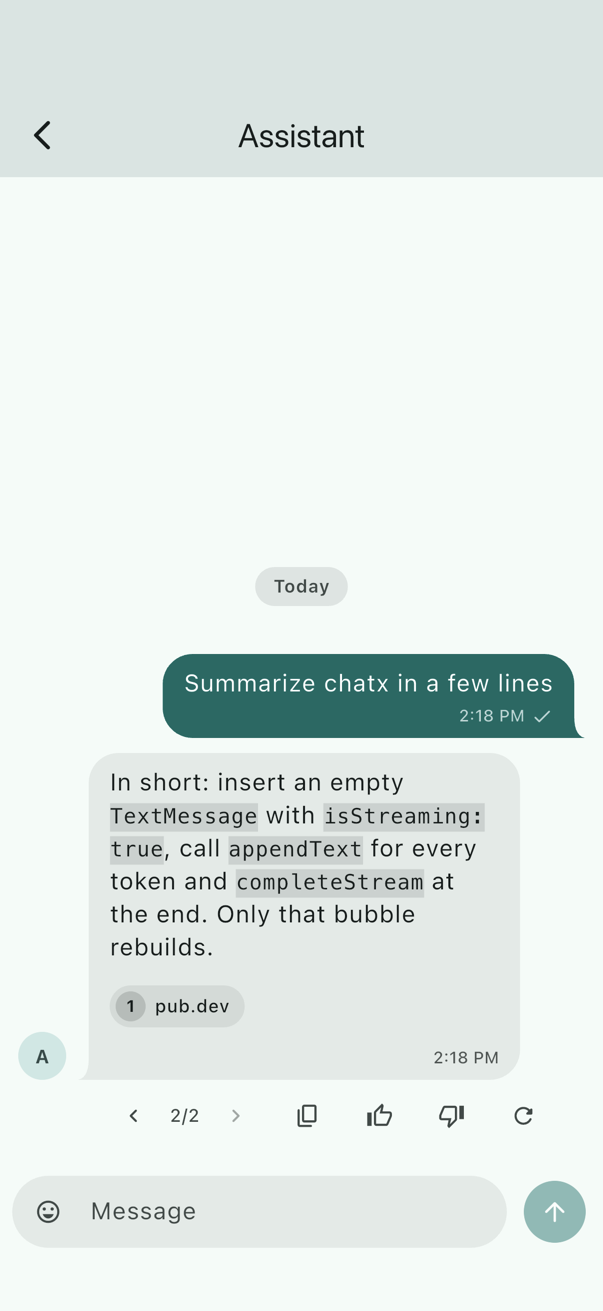 Assistant
Today
Summarize chatx in a few lines
2:18 PM
In short: insert an empty
TextMessage with isStreaming:
true, call appendText for every
token and completeStream at
the end. Only that bubble
rebuilds.
1 pub.dev
A
2:18 PM
2/2
Message